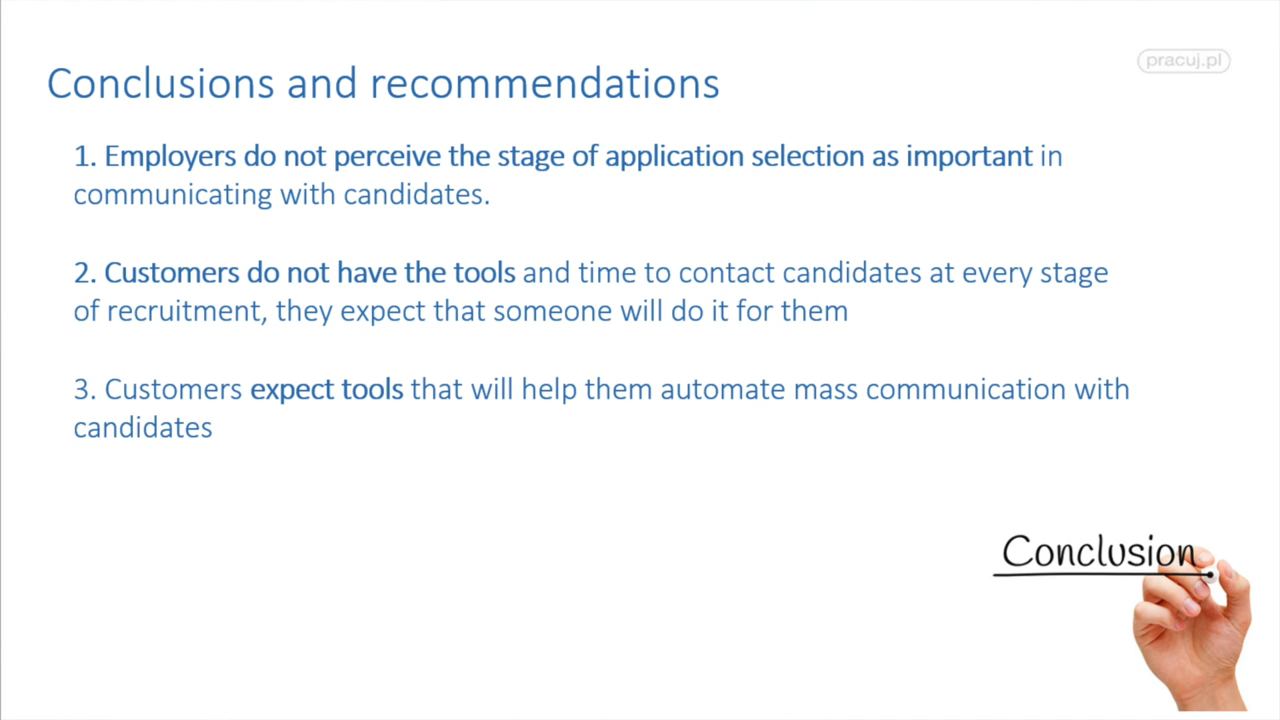 pracuj.pl
Conclusions and recommendations
1. Employers do not perceive the stage of application selection as important in
communicating with candidates.
2. Customers do not have the tools and time to contact candidates at every stage
of recruitment, they expect that someone will do it for them
3. Customers expect tools that will help them automate mass communication with
candidates
Conclusion